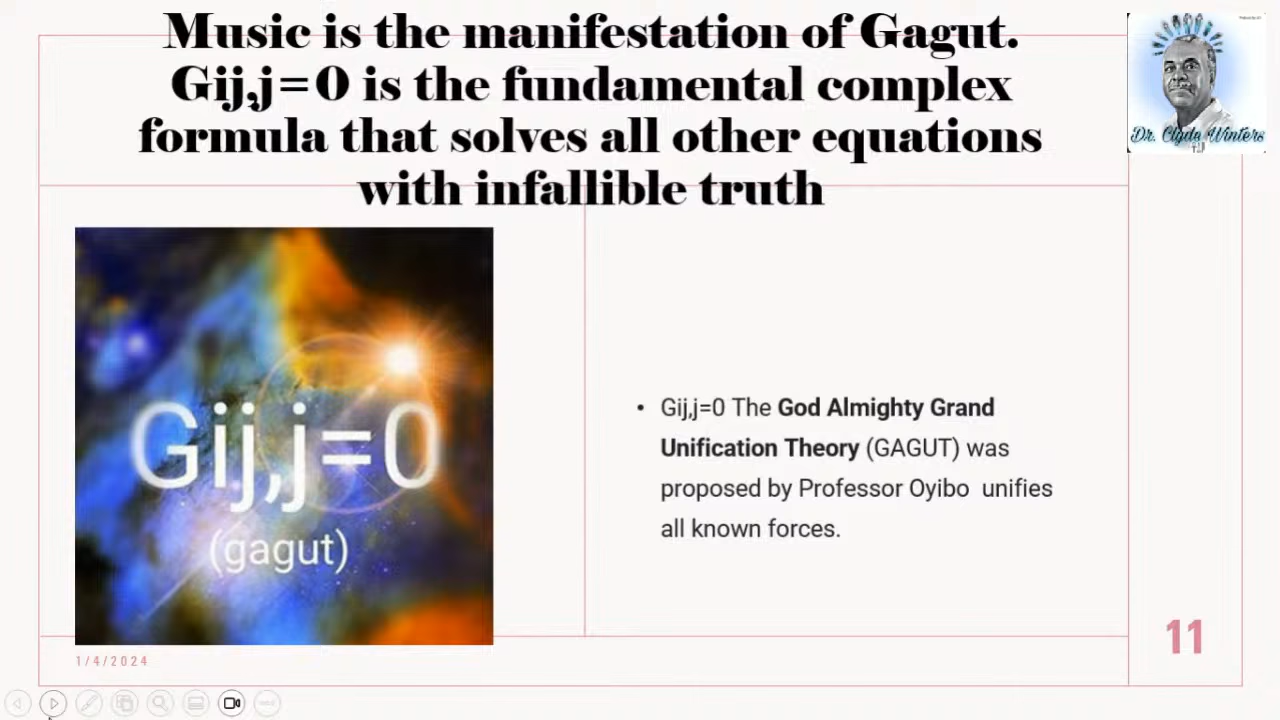 Music is the manifestation of Gagut.
Gij,j=0 is the fundamental complex
formula that solves all other equations
with infallible truth
Dr. Clyde Winters
Gij,j=0
(gagut)
• Gij,j=0 The God Almighty Grand
Unification Theory (GAGUT) was
proposed by Professor Oyibo unifies
all known forces.
11
1/4/2024